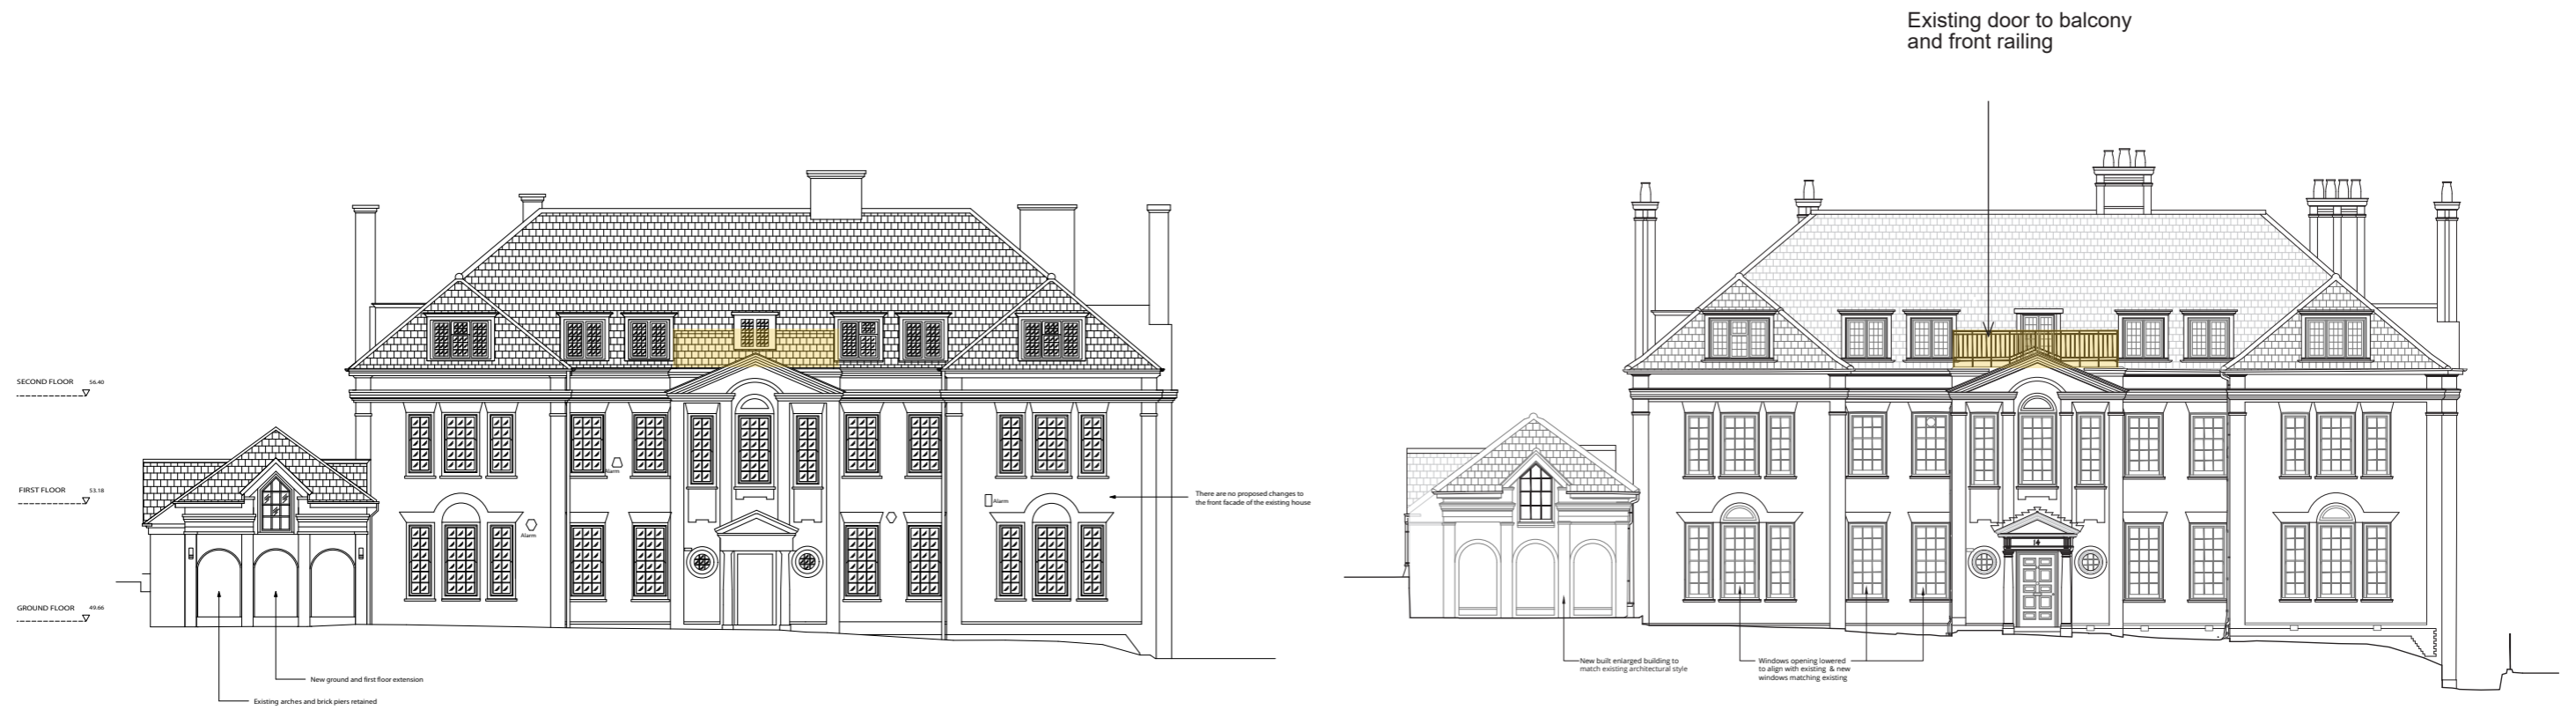 Existing door to balcony
and front railing
SECOND FLOOR 56.40
FIRST FLOOR 53.18
GROUND FLOOR 49.66
Alarm
Alarm
Alarm
There are no proposed changes to
the front facade of the existing house
New ground and first floor extension
Existing arches and brick piers retained
14
New built enlarged building to
match existing architectural style
Windows opening lowered
to align with existing & new
windows matching existing